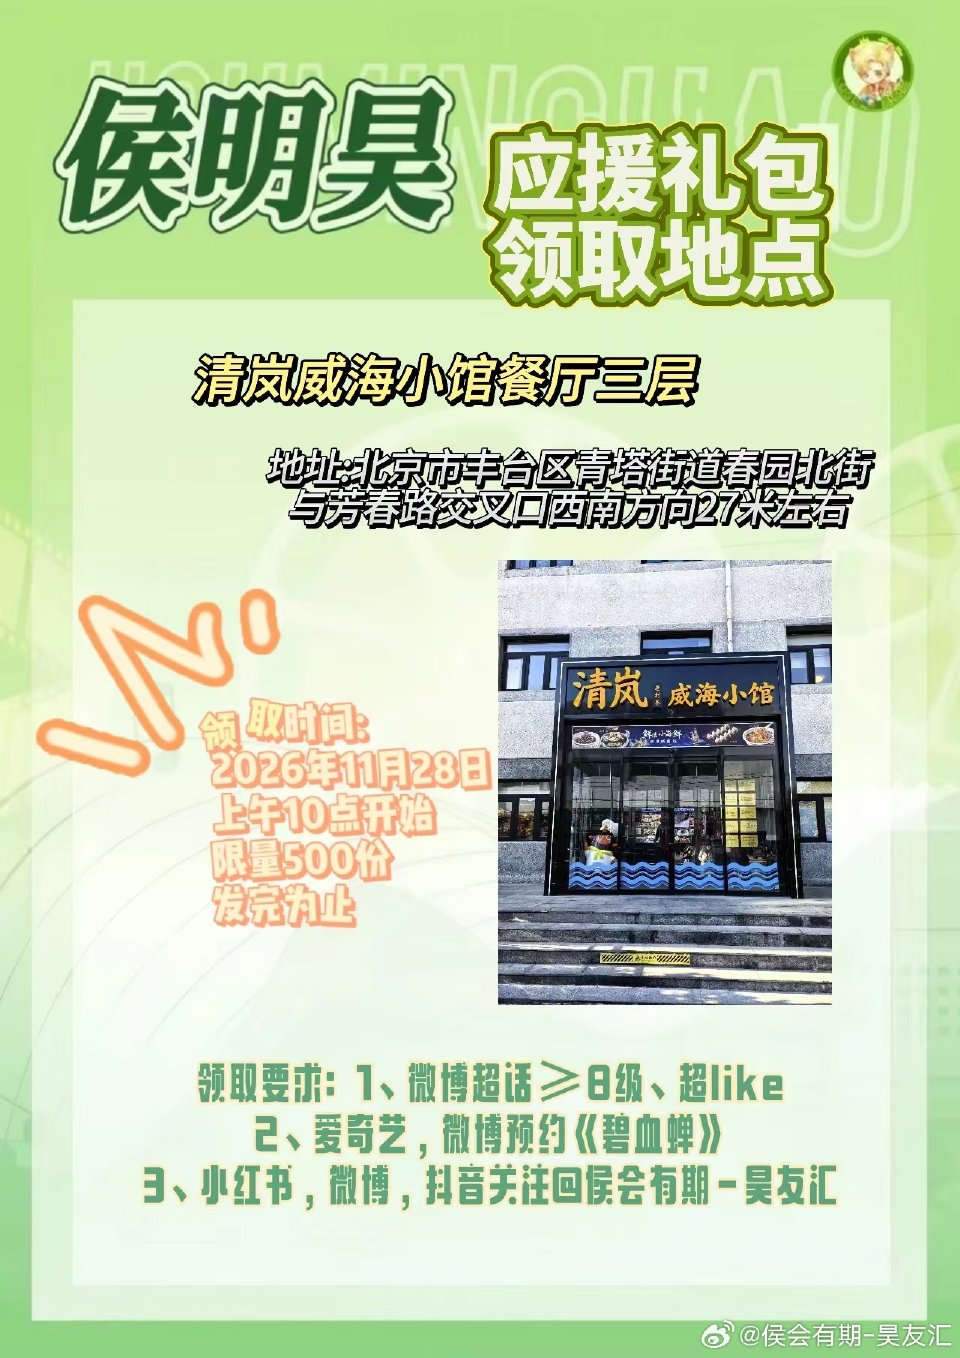 HOUMINGHAO
侯明昊
应援礼包
领取地点
清岚威海小馆餐厅三层
地址:北京市丰台区青塔街道春园北街
与芳春路交叉口西南方向27米左右
清岚 威海小馆
领取时间:
2026年11月28日
上午10点开始
限量500份
发完为止
领取要求: 1、微博超话≥8级、超like
2、爱奇艺,微博预约《碧血蝉》
3、小红书,微博,抖音关注@侯会有期-昊友汇
@侯会有期-昊友汇